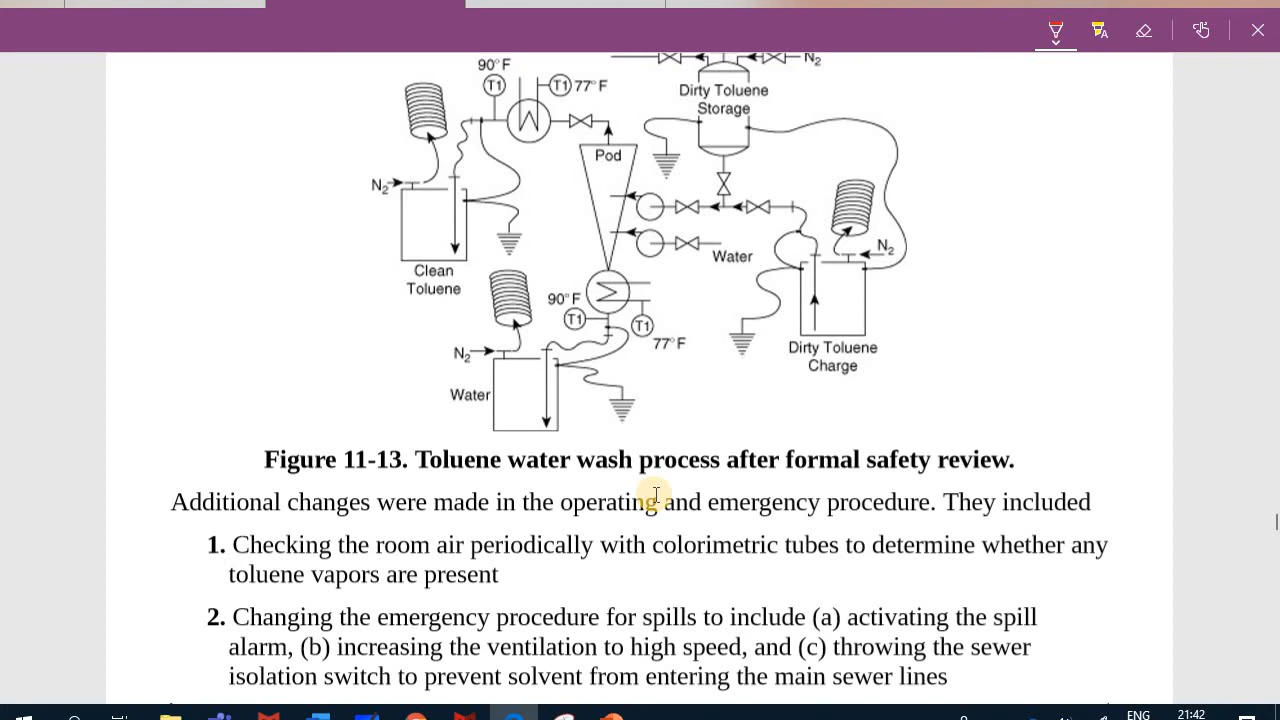 N2
90°F
T1
T1 77°F
Dirty Toluene
Storage
Pod
N2
N2
Water
Clean
Toluene
90°F
T1
T1
77°F
Dirty Toluene
Charge
N2
Water
Figure 11-13. Toluene water wash process after formal safety review.
Additional changes were made in the operating and emergency procedure. They included
1. Checking the room air periodically with colorimetric tubes to determine whether any
toluene vapors are present
2. Changing the emergency procedure for spills to include (a) activating the spill
alarm, (b) increasing the ventilation to high speed, and (c) throwing the sewer
isolation switch to prevent solvent from entering the main sewer lines
ENG
21:42